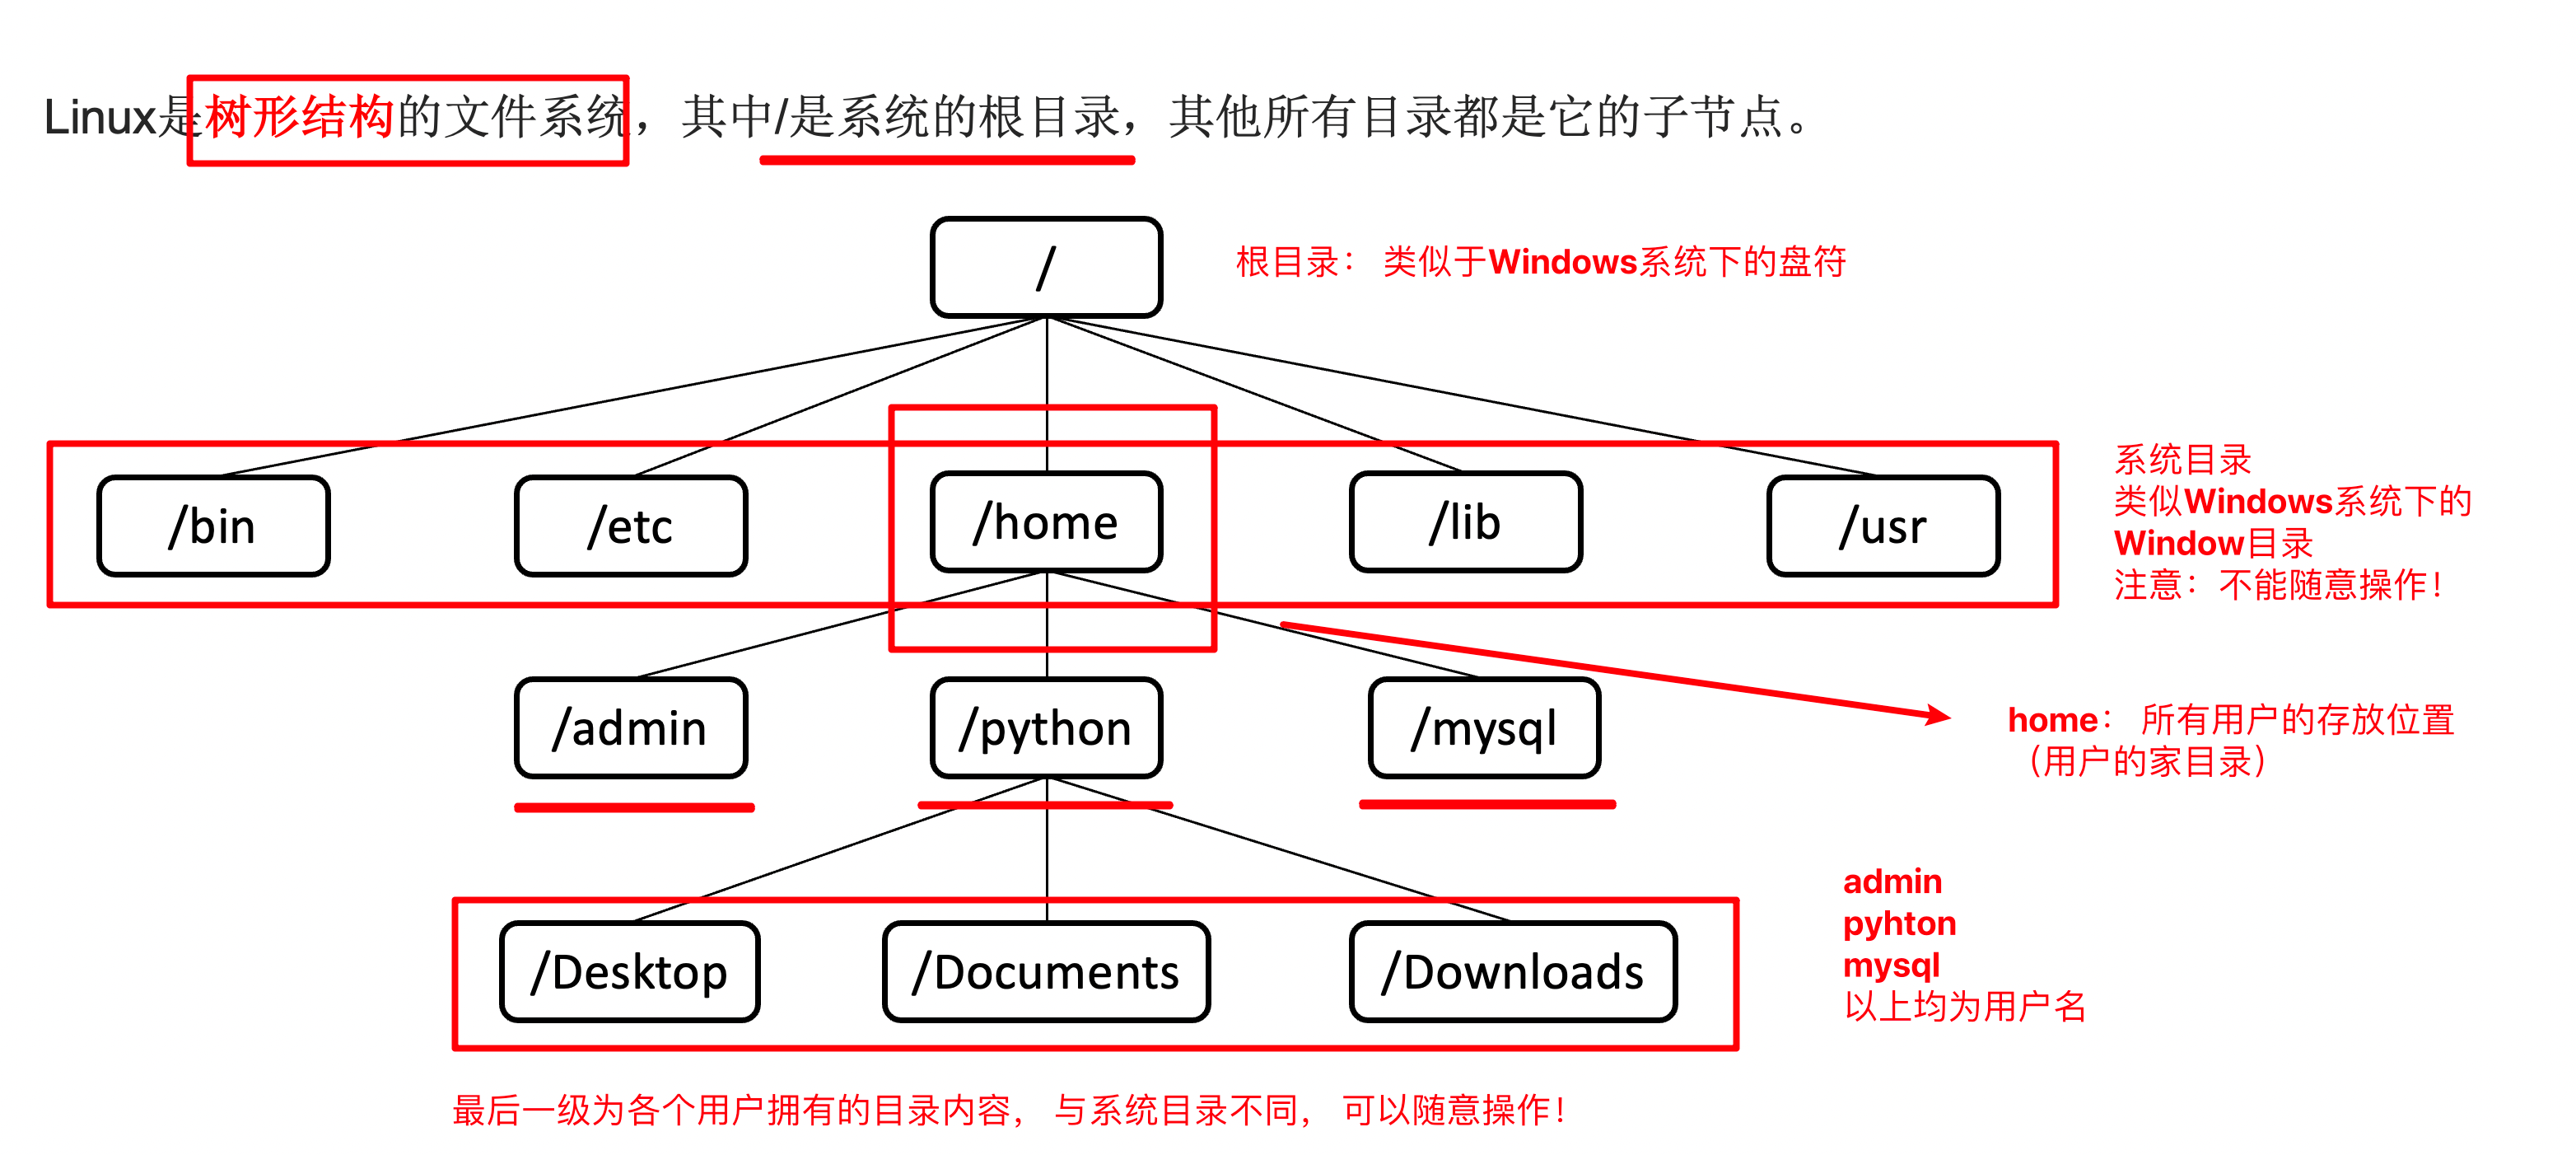 Linux是树形结构的文件系统，其中/是系统的根目录，其他所有目录都是它的子节点。
/
根目录： 类似于Windows系统下的盘符
/bin
/etc
/home
/lib
/usr
系统目录
类似Windows系统下的
Window目录
注意：不能随意操作！
/admin
/python
/mysql
home： 所有用户的存放位置
（用户的家目录）
/Desktop
/Documents
/Downloads
admin
pyhton
mysql
以上均为用户名
最后一级为各个用户拥有的目录内容， 与系统目录不同， 可以随意操作！